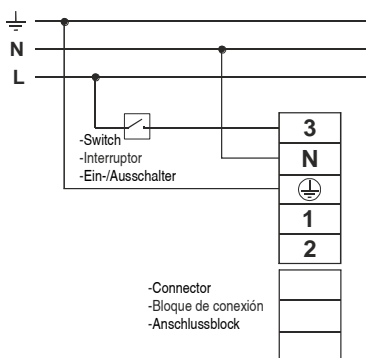 N
L
3
-Switch
-Interruptor
N
-Ein-/Ausschalter
1
2
-Connector
-Bloque de conexión
-Anschlussblock